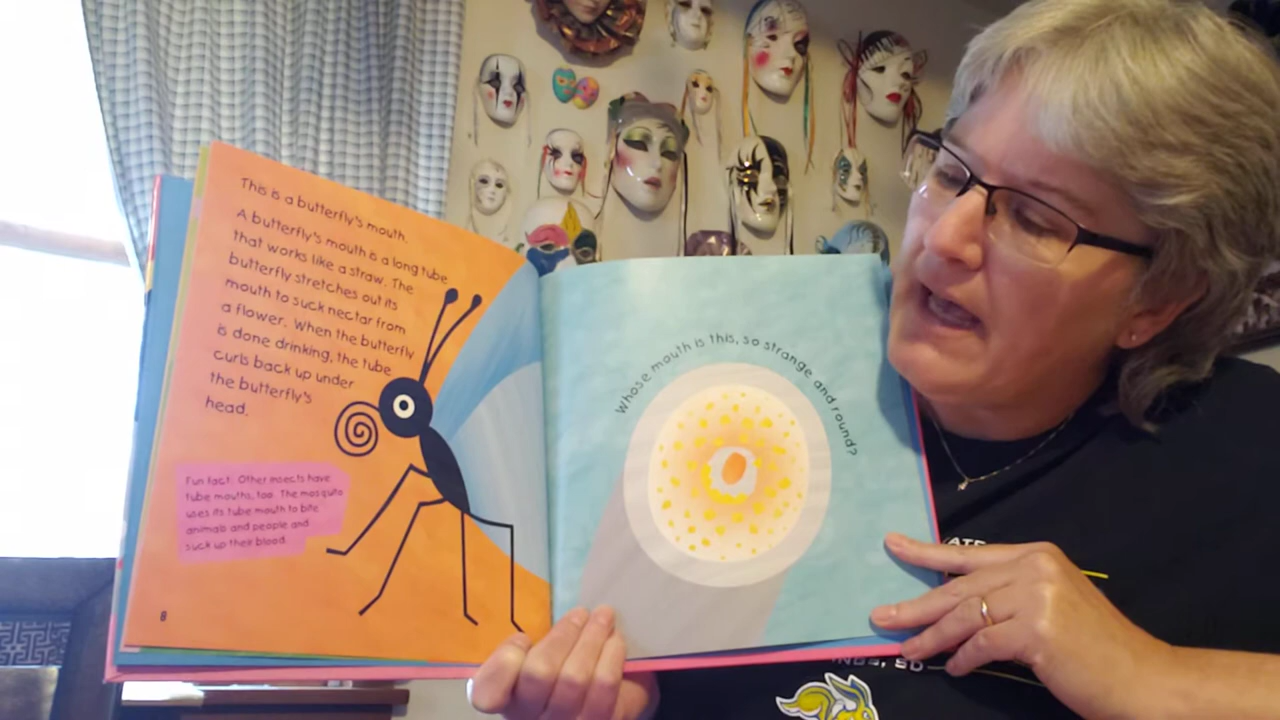 This is a butterfly's mouth.
A butterfly's mouth is a long tube
that works like a straw. The
butterfly stretches out its
mouth to suck nectar from
a flower. When the butterfly
is done drinking, the tube
curls back up under
the butterfly's
head.
Fun fact: Other insects have
tube mouths, too. The mosquito
uses its tube mouth to bite
animals and people and
suck up their blood.
8
Whose mouth is this, so strange and round?
SD